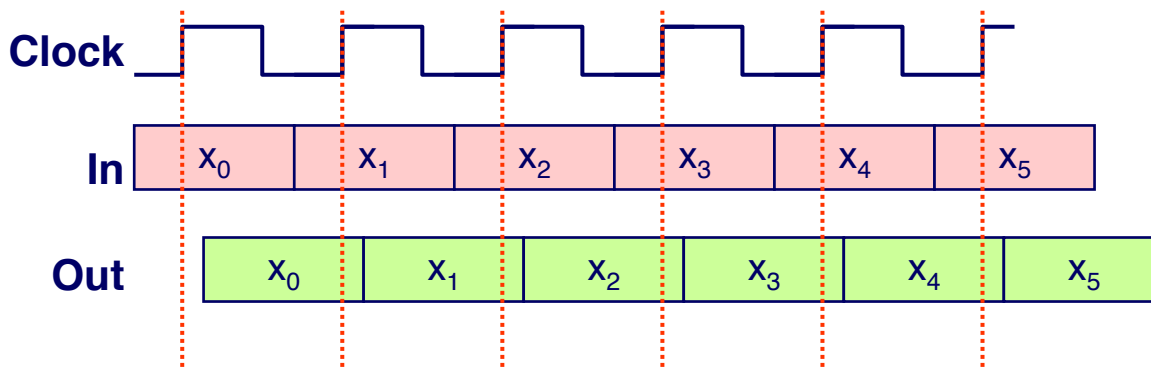 Clock
In x₀ x₁ x₂ x₃ x₄ x₅
Out x₀ x₁ x₂ x₃ x₄ x₅